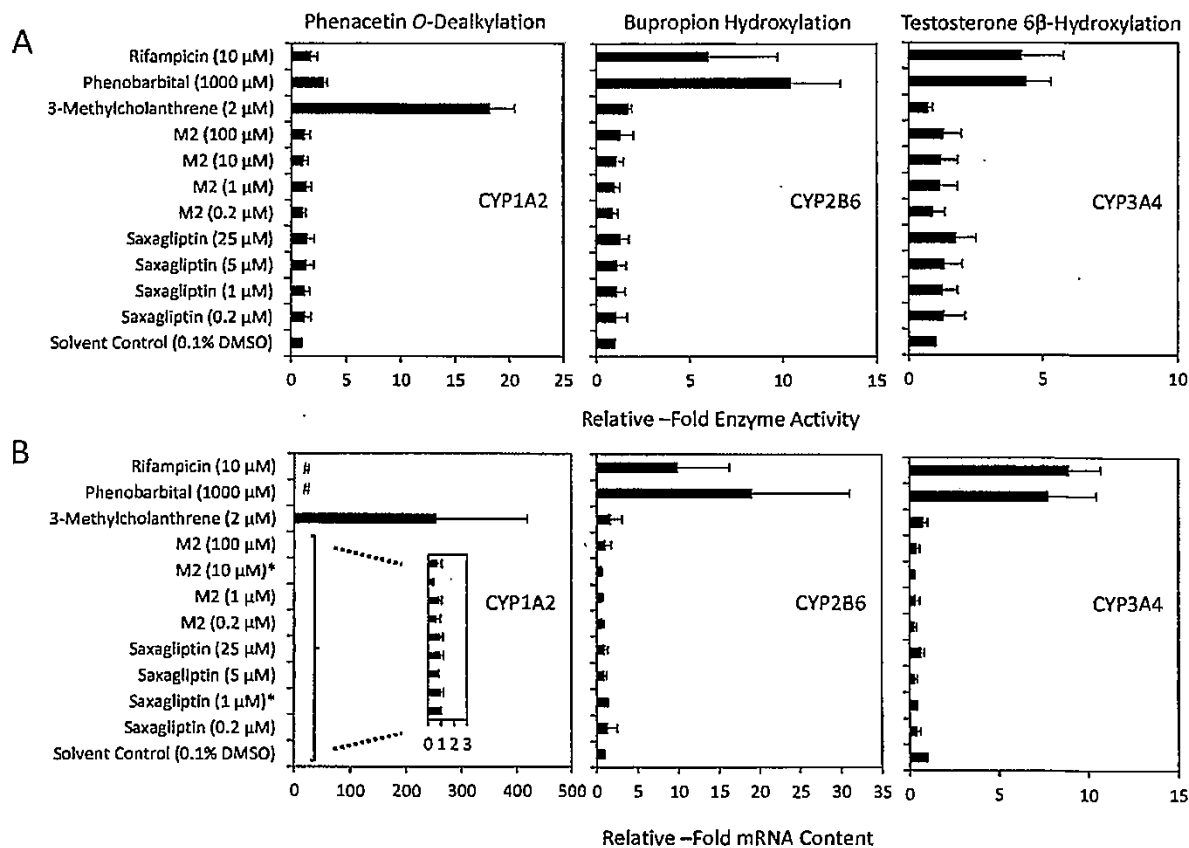 Phenacetin O-Dealkylation
Bupropion Hydroxylation
Testosterone 6β-Hydroxylation
A
Rifampicin (10 µM)
Phenobarbital (1000 µM)
3-Methylcholanthrene (2 µM)
M2 (100 µM)
M2 (10 µM)
M2 (1 µM)
M2 (0.2 µM)
Saxagliptin (25 µM)
Saxagliptin (5 µM)
Saxagliptin (1 µM)
Saxagliptin (0.2 µM)
Solvent Control (0.1% DMSO)
CYP1A2
CYP2B6
CYP3A4
0 5 10 15 20 25
0 5 10 15
0 5 10
Relative –Fold Enzyme Activity
B
Rifampicin (10 µM)
Phenobarbital (1000 µM)
3-Methylcholanthrene (2 µM)
M2 (100 µM)
M2 (10 µM)*
M2 (1 µM)
M2 (0.2 µM)
Saxagliptin (25 µM)
Saxagliptin (5 µM)
Saxagliptin (1 µM)*
Saxagliptin (0.2 µM)
Solvent Control (0.1% DMSO)
#
#
CYP1A2
CYP2B6
CYP3A4
0 1 2 3
0 100 200 300 400 500
0 5 10 15 20 25 30 35
0 5 10 15
Relative –Fold mRNA Content